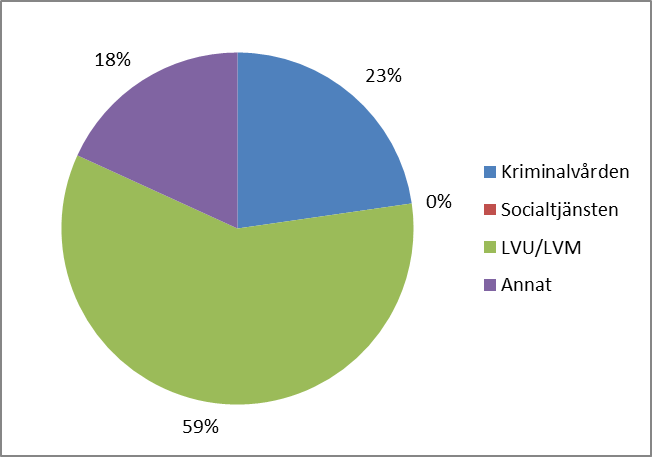 18%
23%
0%
59%
Kriminalvården
Socialtjänsten
LVU/LVM
Annat